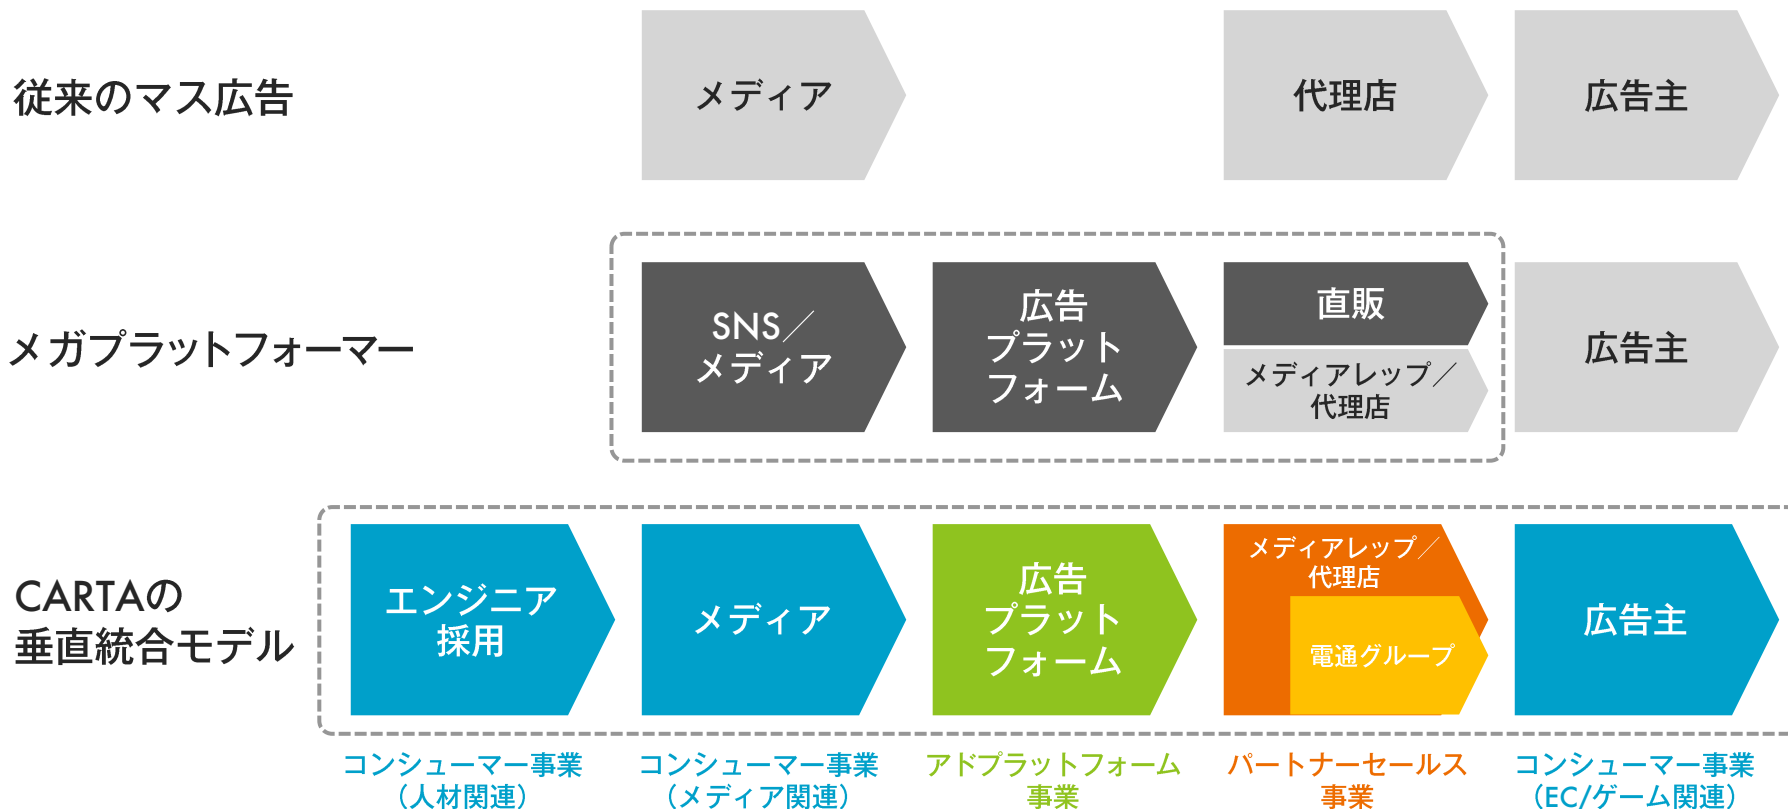 従来のマス広告
メディア
代理店
広告主
メガプラットフォーマー
SNS／
メディア
広告
プラット
フォーム
直販
メディアレップ／
代理店
広告主
CARTAの
垂直統合モデル
エンジニア
採用
メディア
広告
プラット
フォーム
メディアレップ／
代理店
電通グループ
広告主
コンシューマー事業
（人材関連）
コンシューマー事業
（メディア関連）
アドプラットフォーム
事業
パートナーセールス
事業
コンシューマー事業
（EC/ゲーム関連）